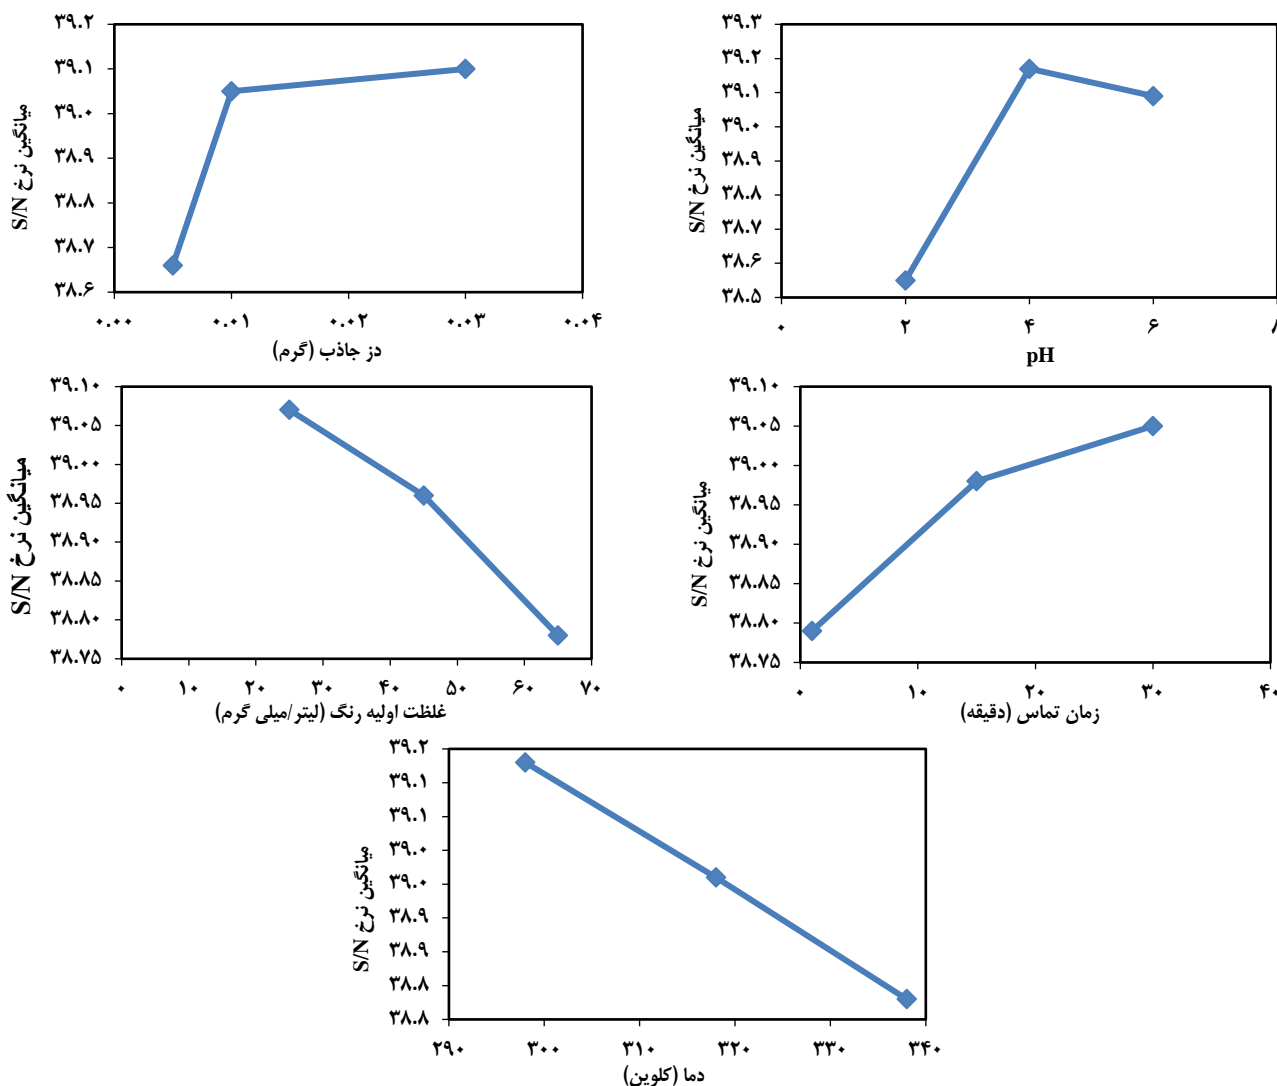 ۳۹.۲
۳۹.۱
۳۹.۰
۳۸.۹
۳۸.۸
۳۸.۷
۳۸.۶
میانگین نرخ S/N
۰.۰۰ ۰.۰۱ ۰.۰۲ ۰.۰۳ ۰.۰۴
دز جاذب (گرم)
۳۹.۳
۳۹.۲
۳۹.۱
۳۹.۰
۳۸.۹
۳۸.۸
۳۸.۷
۳۸.۶
۳۸.۵
میانگین نرخ S/N
۰ ۲ ۴ ۶ ۸
pH
۳۹.۱۰
۳۹.۰۵
۳۹.۰۰
۳۸.۹۵
۳۸.۹۰
۳۸.۸۵
۳۸.۸۰
۳۸.۷۵
میانگین نرخ S/N
۰ ۱۰ ۲۰ ۳۰ ۴۰ ۵۰ ۶۰ ۷۰
غلظت اولیه رنگ (لیتر/میلی گرم)
۳۹.۱۰
۳۹.۰۵
۳۹.۰۰
۳۸.۹۵
۳۸.۹۰
۳۸.۸۵
۳۸.۸۰
۳۸.۷۵
میانگین نرخ S/N
۰ ۱۰ ۲۰ ۳۰ ۴۰
زمان تماس (دقیقه)
۳۹.۲
۳۹.۱
۳۹.۱
۳۹.۰
۳۹.۰
۳۸.۹
۳۸.۹
۳۸.۸
۳۸.۸
میانگین نرخ S/N
۲۹۰ ۳۰۰ ۳۱۰ ۳۲۰ ۳۳۰ ۳۴۰
دما (کلوین)